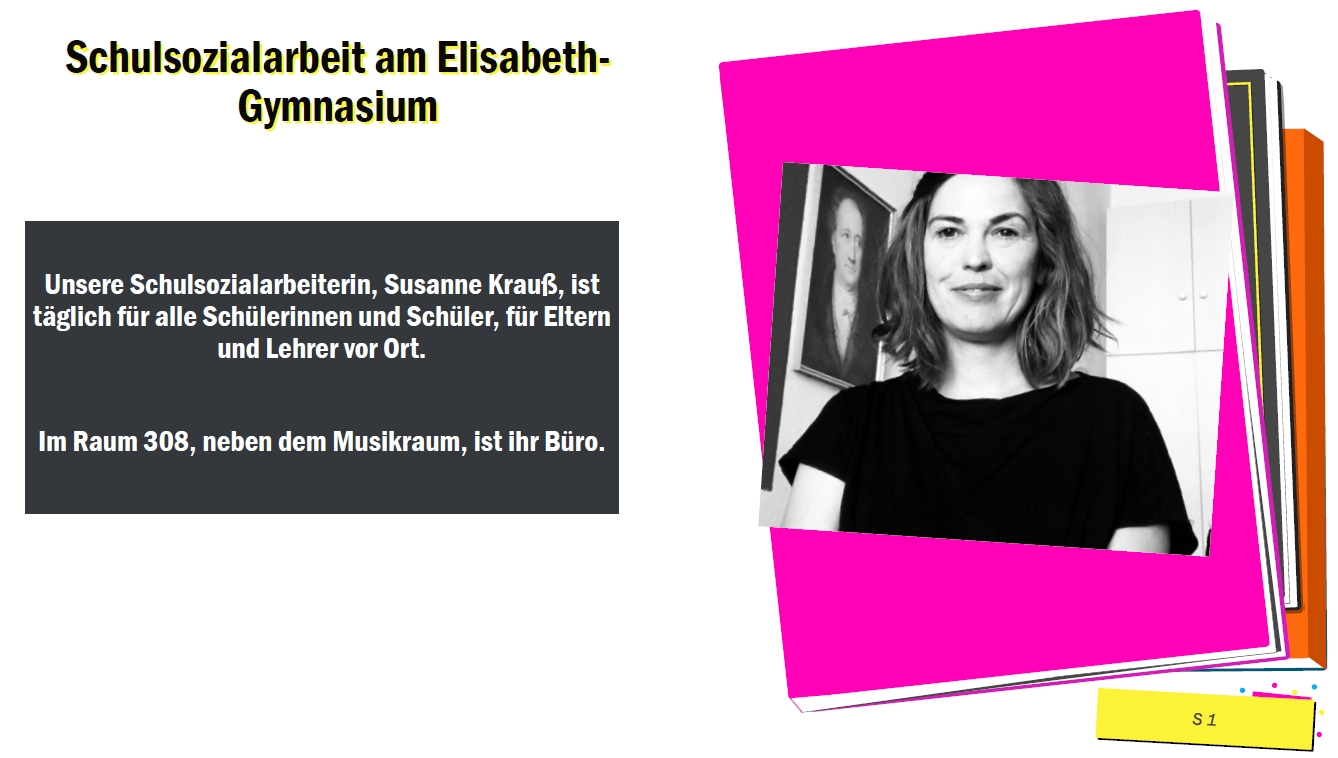 Schulsozialarbeit am Elisabeth-
Gymnasium
Unsere Schulsozialarbeiterin, Susanne Krauß, ist
täglich für alle Schülerinnen und Schüler, für Eltern
und Lehrer vor Ort.
Im Raum 308, neben dem Musikraum, ist ihr Büro.
S 1